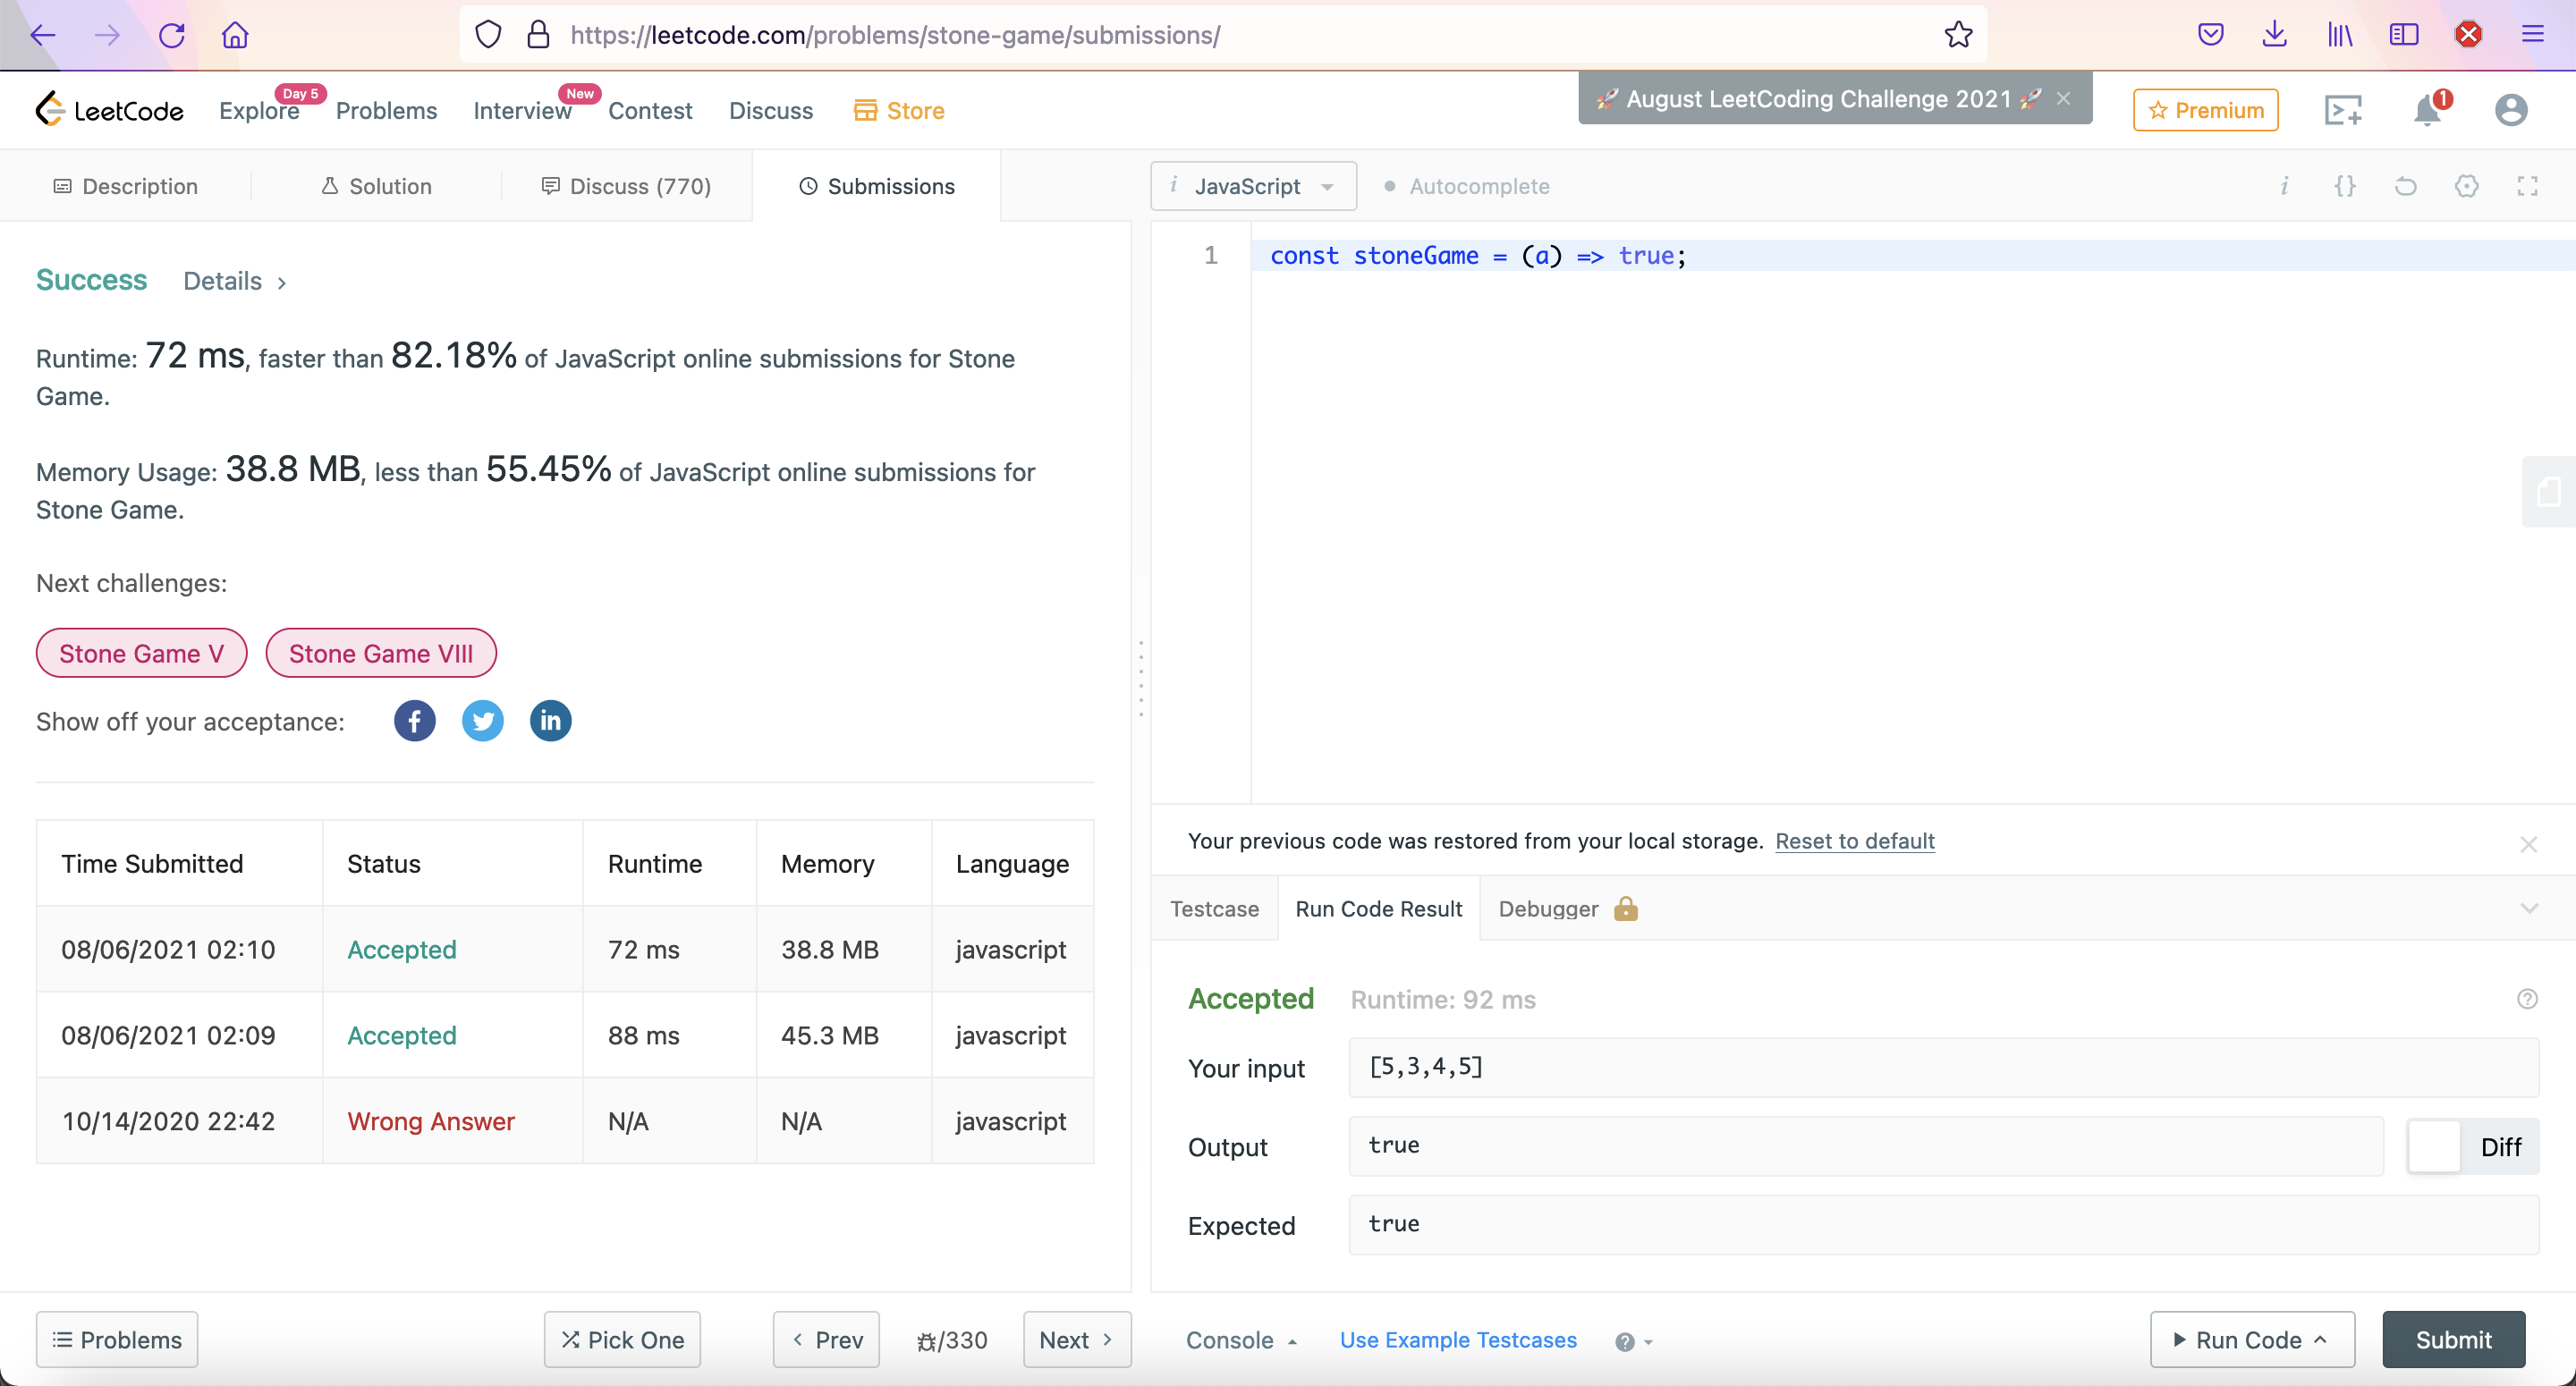 https://leetcode.com/problems/stone-game/submissions/
LeetCode Explore Day 5 Problems Interview New Contest Discuss Store 🚀 August LeetCoding Challenge 2021 🚀 × Premium 1
Description Solution Discuss (770) Submissions
i JavaScript Autocomplete i {}
Success Details >
Runtime: 72 ms, faster than 82.18% of JavaScript online submissions for Stone
Game.
Memory Usage: 38.8 MB, less than 55.45% of JavaScript online submissions for
Stone Game.
Next challenges:
Stone Game V Stone Game VIII
Show off your acceptance: f in
Time Submitted Status Runtime Memory Language
08/06/2021 02:10 Accepted 72 ms 38.8 MB javascript
08/06/2021 02:09 Accepted 88 ms 45.3 MB javascript
10/14/2020 22:42 Wrong Answer N/A N/A javascript
1 const stoneGame = (a) => true;
Your previous code was restored from your local storage. Reset to default
Testcase Run Code Result Debugger
Accepted Runtime: 92 ms
Your input [5,3,4,5]
Output true Diff
Expected true
Problems Pick One Prev /330 Next Console Use Example Testcases Run Code Submit